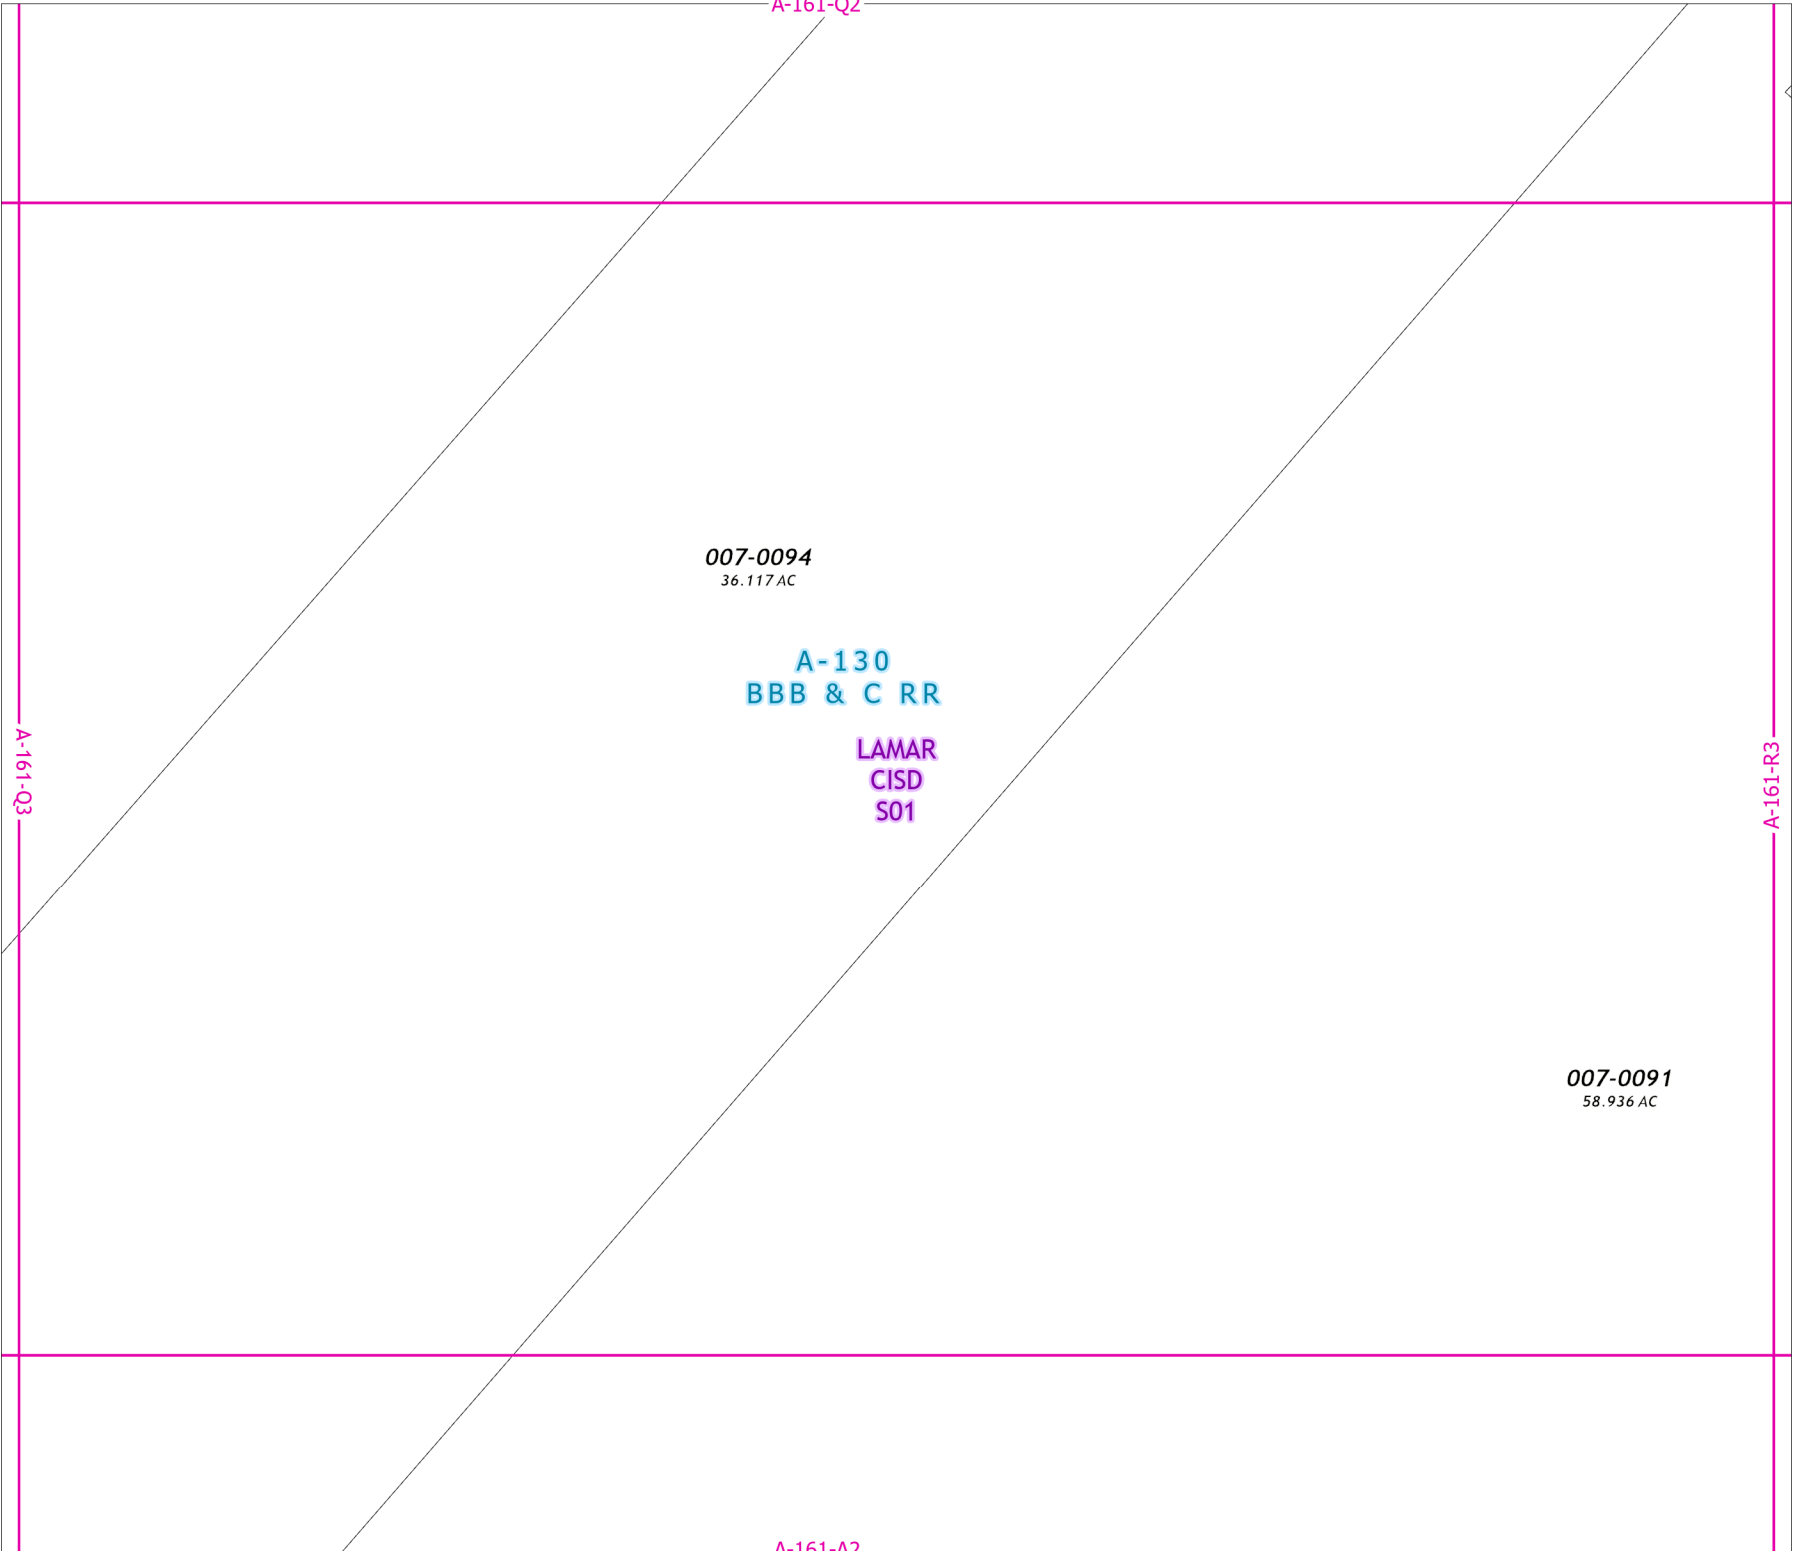 A-161-Q2
007-0094
36.117 AC
A-130
BBB & C RR
LAMAR
CISD
S01
A-161-Q3
A-161-R3
007-0091
58.936 AC
A-161-A2